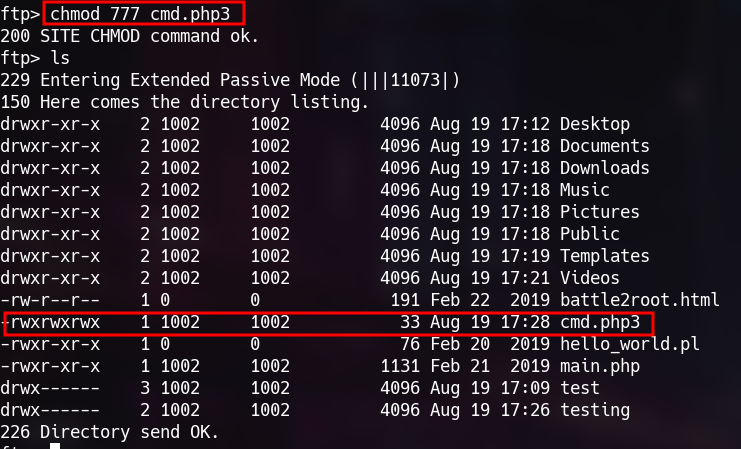 ftp> chmod 777 cmd.php3
200 SITE CHMOD command ok.
ftp> ls
229 Entering Extended Passive Mode (|||11073|)
150 Here comes the directory listing.
drwxr-xr-x    2 1002     1002         4096 Aug 19 17:12 Desktop
drwxr-xr-x    2 1002     1002         4096 Aug 19 17:18 Documents
drwxr-xr-x    2 1002     1002         4096 Aug 19 17:18 Downloads
drwxr-xr-x    2 1002     1002         4096 Aug 19 17:18 Music
drwxr-xr-x    2 1002     1002         4096 Aug 19 17:18 Pictures
drwxr-xr-x    2 1002     1002         4096 Aug 19 17:18 Public
drwxr-xr-x    2 1002     1002         4096 Aug 19 17:19 Templates
drwxr-xr-x    2 1002     1002         4096 Aug 19 17:21 Videos
-rw-r--r--    1 0        0             191 Feb 22  2019 battle2root.html
-rwxrwxrwx    1 1002     1002           33 Aug 19 17:28 cmd.php3
-rwxr-xr-x    1 0        0              76 Feb 20  2019 hello_world.pl
-rwxr-xr-x    1 1002     1002         1131 Feb 21  2019 main.php
drwx------    3 1002     1002         4096 Aug 19 17:09 test
drwx------    2 1002     1002         4096 Aug 19 17:26 testing
226 Directory send OK.